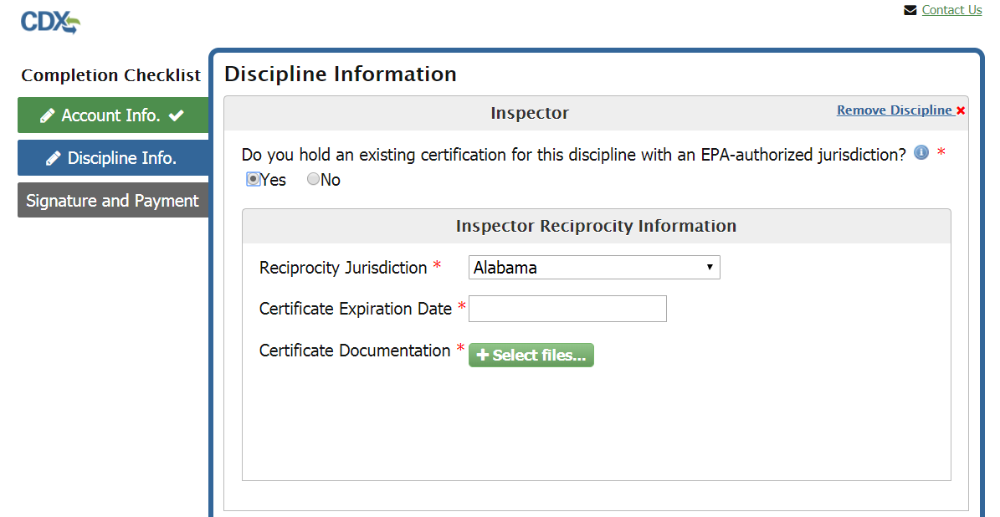 CDX
Contact Us
Completion Checklist
Account Info.
Discipline Info.
Signature and Payment
Discipline Information
Inspector
Remove Discipline
Do you hold an existing certification for this discipline with an EPA-authorized jurisdiction? *
Yes No
Inspector Reciprocity Information
Reciprocity Jurisdiction * Alabama
Certificate Expiration Date *
Certificate Documentation * + Select files...